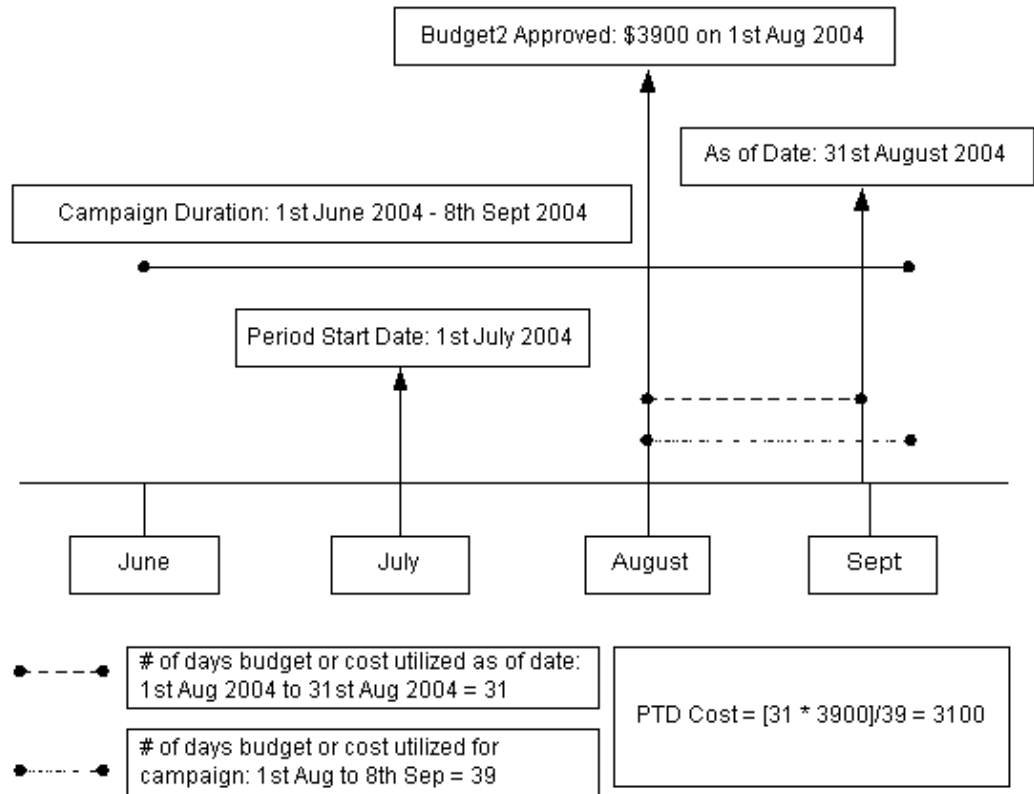 Budget2 Approved: $3900 on 1st Aug 2004
As of Date: 31st August 2004
Campaign Duration: 1st June 2004 - 8th Sept 2004
Period Start Date: 1st July 2004
June
July
August
Sept
# of days budget or cost utilized as of date:
1st Aug 2004 to 31st Aug 2004 = 31
PTD Cost = [31 * 3900]/39 = 3100
# of days budget or cost utilized for
campaign: 1st Aug to 8th Sep = 39